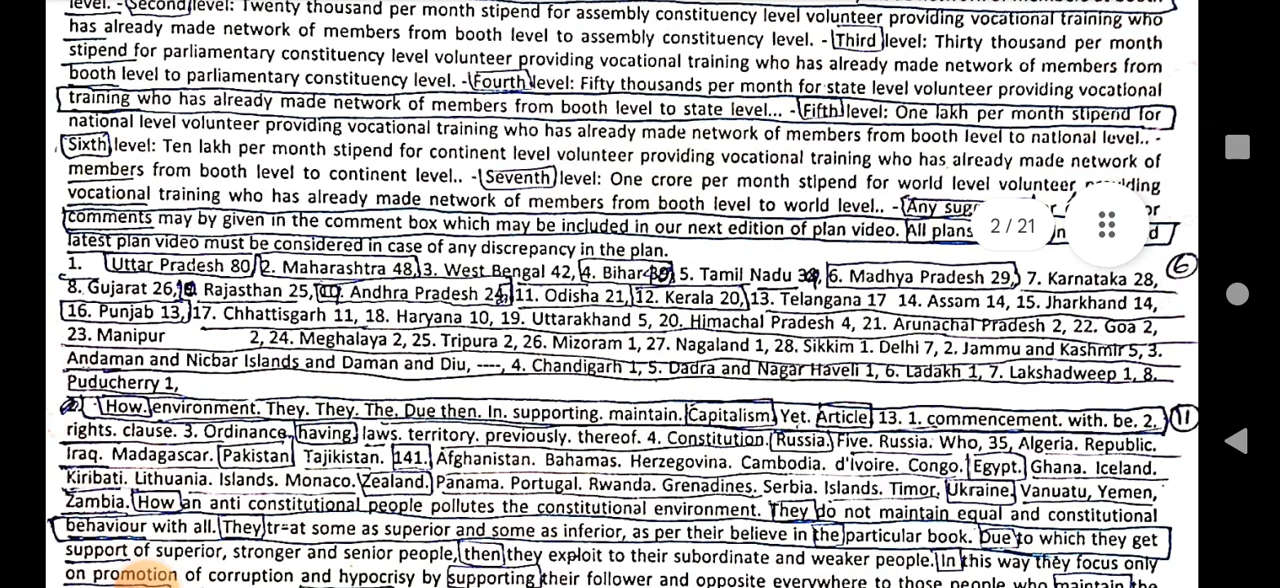 level. -Second level: Twenty thousand per month stipend for assembly constituency level volunteer providing vocational training who
has already made network of members from booth level to assembly constituency level. -Third level: Thirty thousand per month
stipend for parliamentary constituency level volunteer providing vocational training who has already made network of members from
booth level to parliamentary constituency level. -Fourth level: Fifty thousands per month for state level volunteer providing vocational
training who has already made network of members from booth level to state level... -Fifth level: One lakh per month stipend for
national level volunteer providing vocational training who has already made network of members from booth level to national level.. -
Sixth level: Ten lakh per month stipend for continent level volunteer providing vocational training who has already made network of
members from booth level to continent level.. -Seventh level: One crore per month stipend for world level volunteer
vocational training who has already made network of members from booth level to world level.. -Any
comments may by given in the comment box which may be included in our next edition of plan video. All plans
2 / 21
latest plan video must be considered in case of any discrepancy in the plan.
1. Uttar Pradesh 80, 2. Maharashtra 48, 3. West Bengal 42, 4. Bihar 5. Tamil Nadu 6. Madhya Pradesh 29, 7. Karnataka 28,
6
8. Gujarat 26, Rajasthan 25, Andhra Pradesh 11. Odisha 21, 12. Kerala 20, 13. Telangana 17 14. Assam 14, 15. Jharkhand 14,
16. Punjab 13, 17. Chhattisgarh 11, 18. Haryana 10, 19. Uttarakhand 5, 20. Himachal Pradesh 4, 21. Arunachal Pradesh 2, 22. Goa 2,
23. Manipur 2, 24. Meghalaya 2, 25. Tripura 2, 26. Mizoram 1, 27. Nagaland 1, 28. Sikkim 1. Delhi 7, 2. Jammu and Kashmir 5, 3.
Andaman and Nicbar Islands and Daman and Diu, ----, 4. Chandigarh 1, 5. Dadra and Nagar Haveli 1, 6. Ladakh 1, 7. Lakshadweep 1, 8.
Puducherry 1,
How. environment. They. They. The. Due then. In. supporting. maintain. Capitalism Yet. Article 13. 1. commencement. with. be. 2.
11
rights. clause. 3. Ordinance. having. laws. territory. previously. thereof. 4. Constitution. Russia. Five. Russia. Who, 35, Algeria. Republic.
Iraq. Madagascar. Pakistan Tajikistan. 141. Afghanistan. Bahamas. Herzegovina. Cambodia. d'Ivoire. Congo. Egypt. Ghana. Iceland.
Kiribati. Lithuania. Islands. Monaco. Zealand. Panama. Portugal. Rwanda. Grenadines. Serbia. Islands. Timor, Ukraine, Vanuatu, Yemen,
Zambia. How an anti constitutional people pollutes the constitutional environment. They do not maintain equal and constitutional
behaviour with all. They tr=at some as superior and some as inferior, as per their believe in the particular book. Due to which they get
support of superior, stronger and senior people, then they exploit to their subordinate and weaker people. In this way they focus only
on promotion of corruption and hypocrisy by supporting their follower and opposite everywhere to those people who maintain the